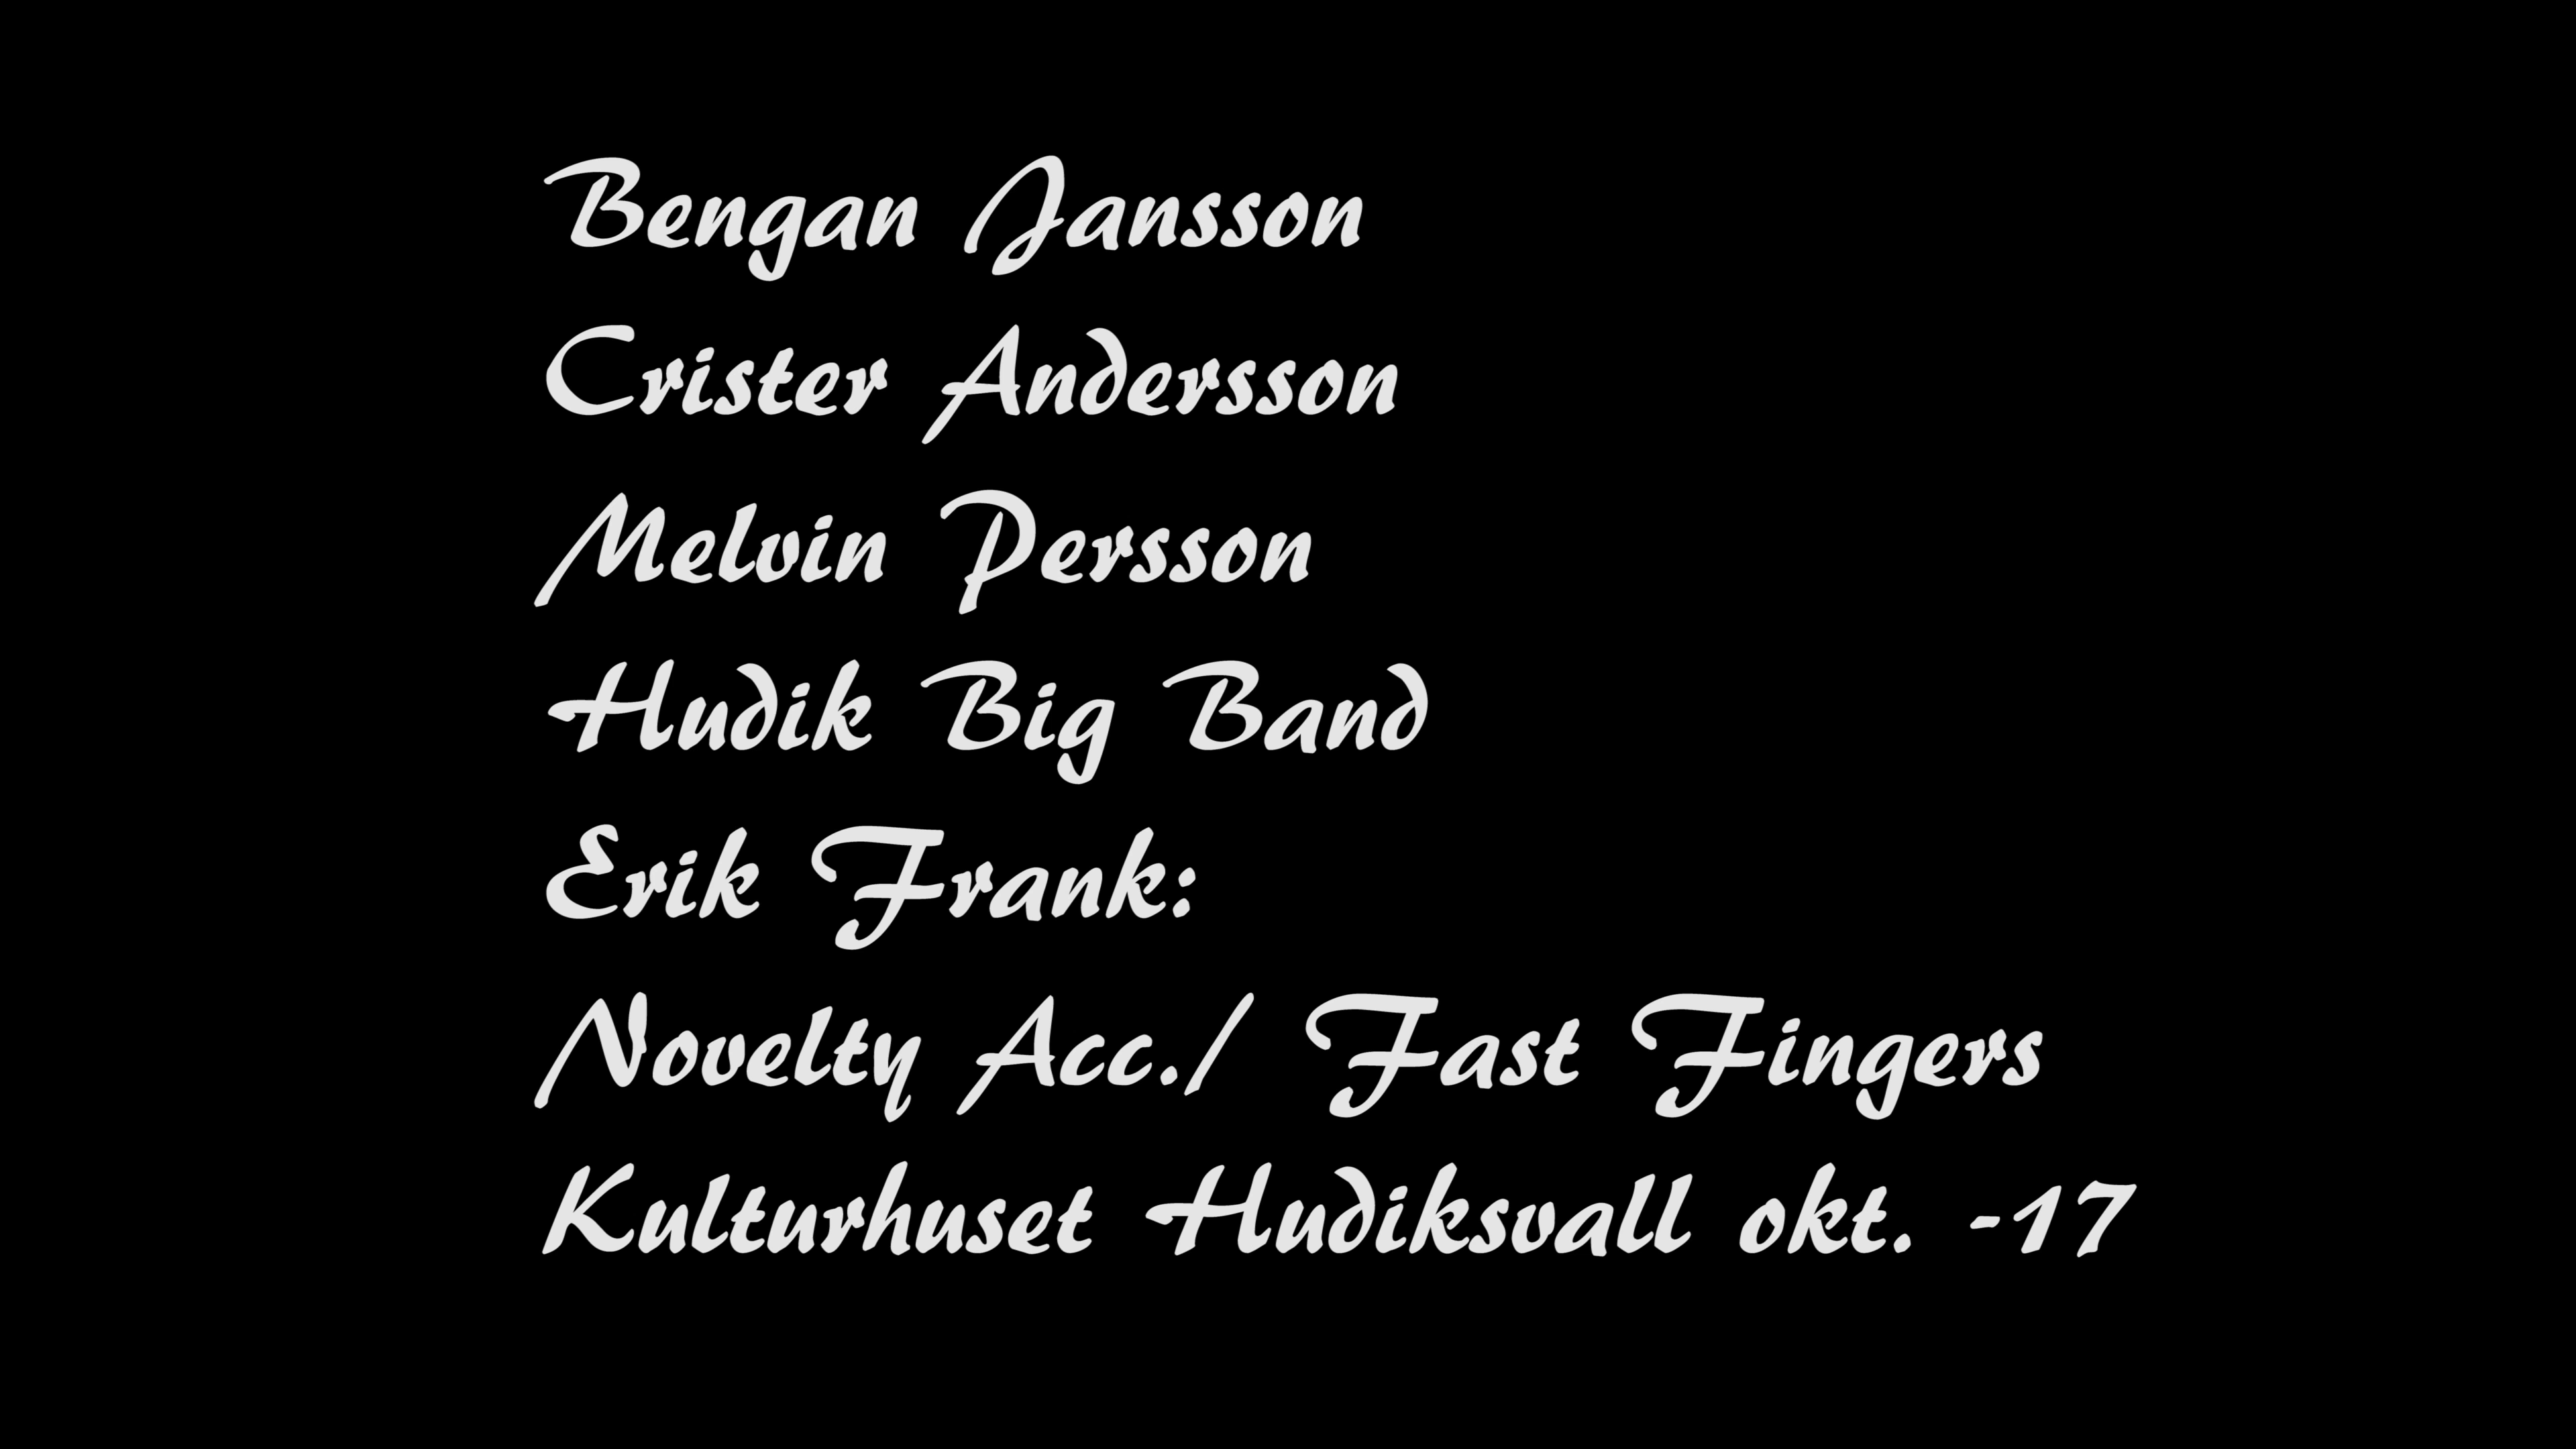 Bengan Jansson
Crister Andersson
Melvin Persson
Hudik Big Band
Erik Frank:
Novelty Acc./ Fast Fingers
Kulturhuset Hudiksvall okt. -17